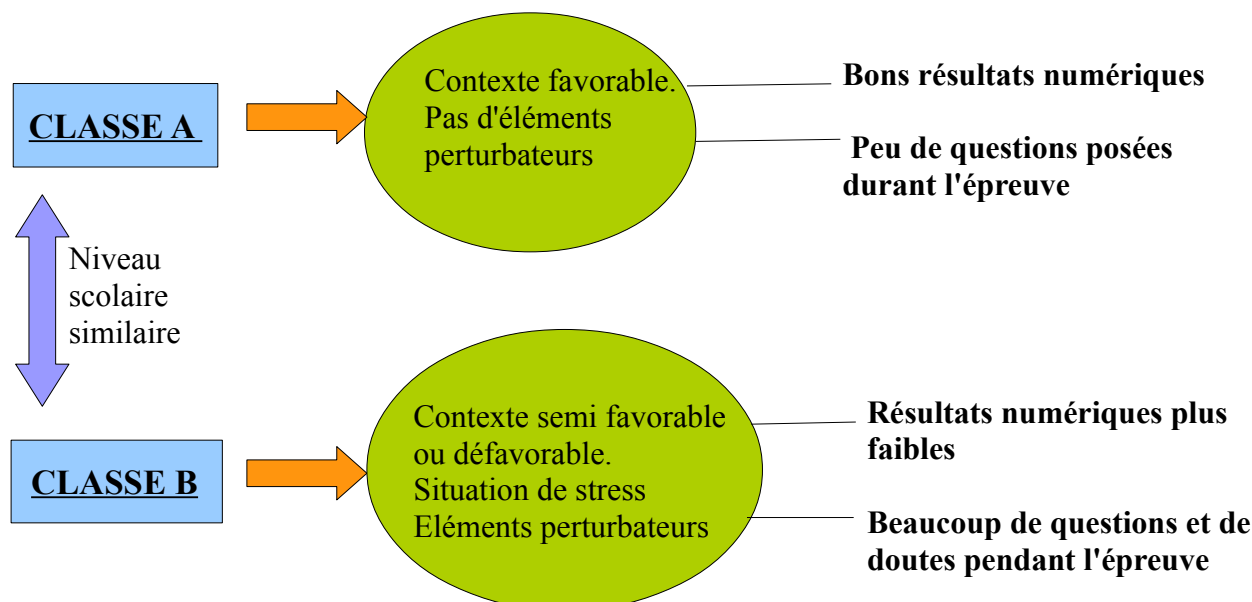 CLASSE A
Contexte favorable.
Pas d'éléments
perturbateurs
Bons résultats numériques
Peu de questions posées
durant l'épreuve
Niveau
scolaire
similaire
CLASSE B
Contexte semi favorable
ou défavorable.
Situation de stress
Eléments perturbateurs
Résultats numériques plus
faibles
Beaucoup de questions et de
doutes pendant l'épreuve